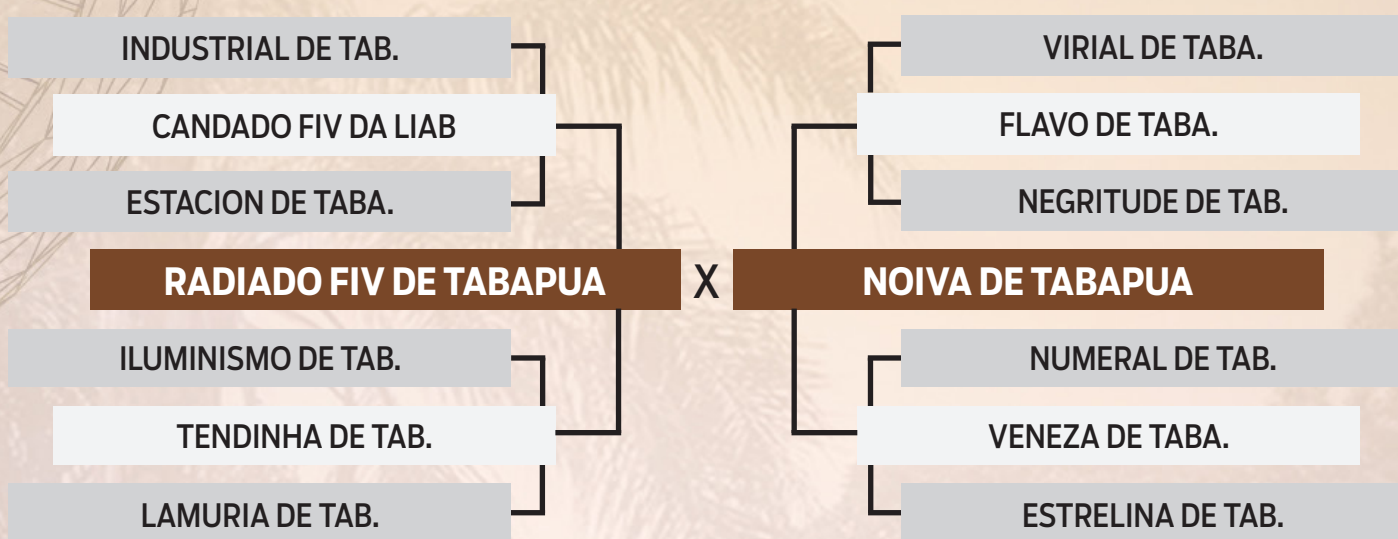 INDUSTRIAL DE TAB.
CANDADO FIV DA LIAB
ESTACION DE TABA.
RADIADO FIV DE TABAPUA
ILUMINISMO DE TAB.
TENDINHA DE TAB.
LAMURIA DE TAB.
X
VIRIAL DE TABA.
FLAVO DE TABA.
NEGRITUDE DE TAB.
NOIVA DE TABAPUA
NUMERAL DE TAB.
VENEZA DE TABA.
ESTRELINA DE TAB.